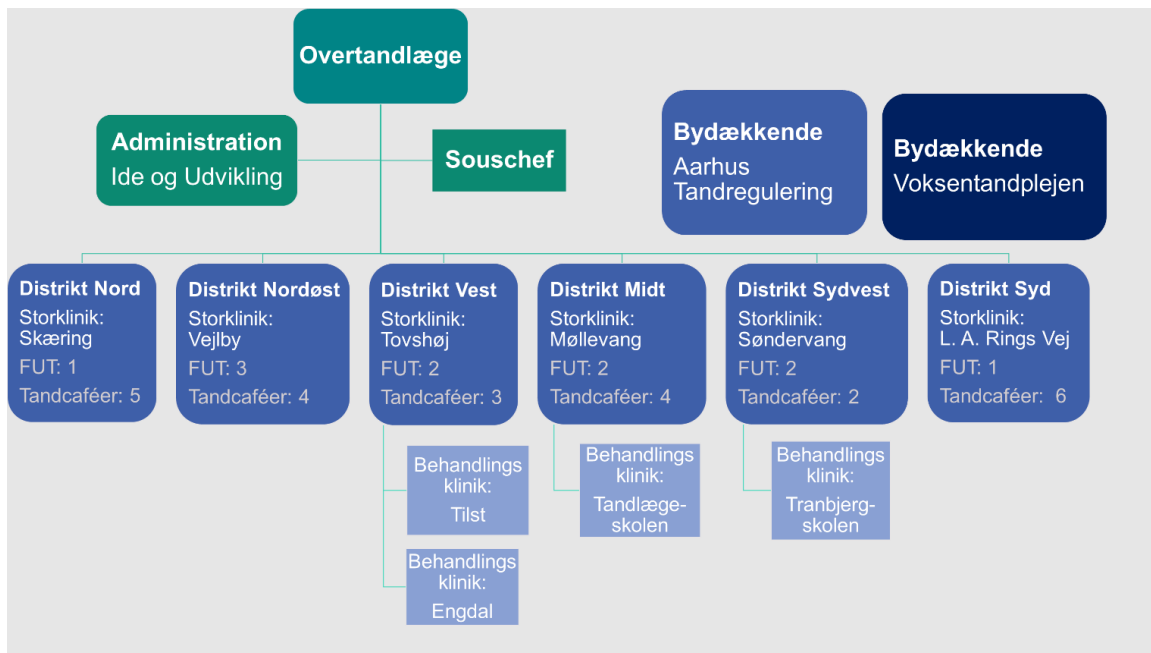 Overtandlæge
Administration
Ide og Udvikling
Souschef
Bydækkende
Aarhus
Tandregulering
Bydækkende
Voksentandplejen
Distrikt Nord
Storklinik:
Skæring
FUT: 1
Tandcaféer: 5
Distrikt Nordøst
Storklinik:
Vejlby
FUT: 3
Tandcaféer: 4
Distrikt Vest
Storklinik:
Tovshøj
FUT: 2
Tandcaféer: 3
Distrikt Midt
Storklinik:
Møllevang
FUT: 2
Tandcaféer: 4
Distrikt Sydvest
Storklinik:
Søndervang
FUT: 2
Tandcaféer: 2
Distrikt Syd
Storklinik:
L. A. Rings Vej
FUT: 1
Tandcaféer: 6
Behandlings
klinik:
Tilst
Behandlings
klinik:
Engdal
Behandlings
klinik:
Tandlæge-
skolen
Behandlings
klinik:
Tranbjerg-
skolen